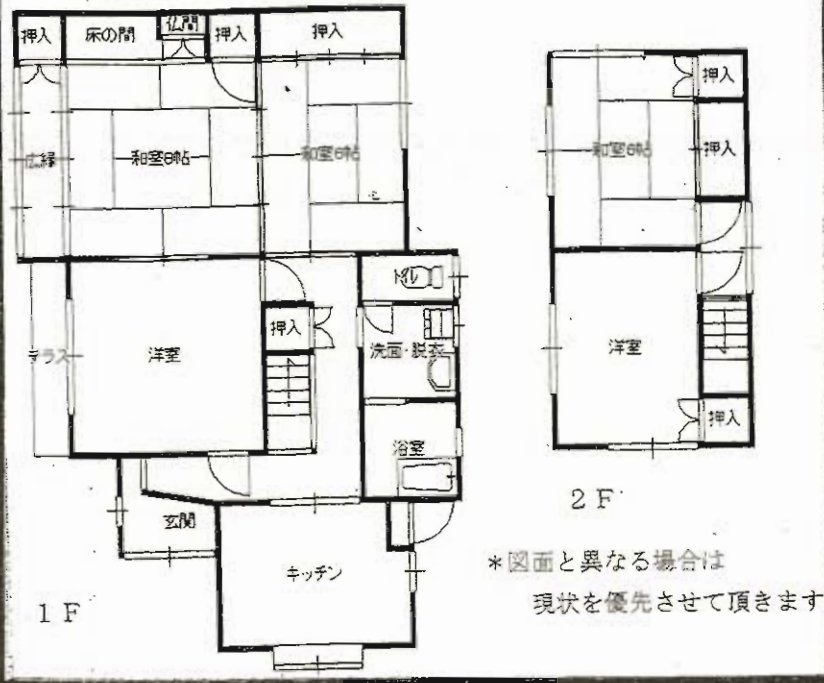 押入
床の間
仏間
押入
押入
広縁
和室8帖
和室6帖
テラス
洋室
押入
トイレ
洗面・脱衣
浴室
玄関
キッチン
1F
押入
和室6帖
押入
洋室
押入
2F
*図面と異なる場合は
現状を優先させて頂きます